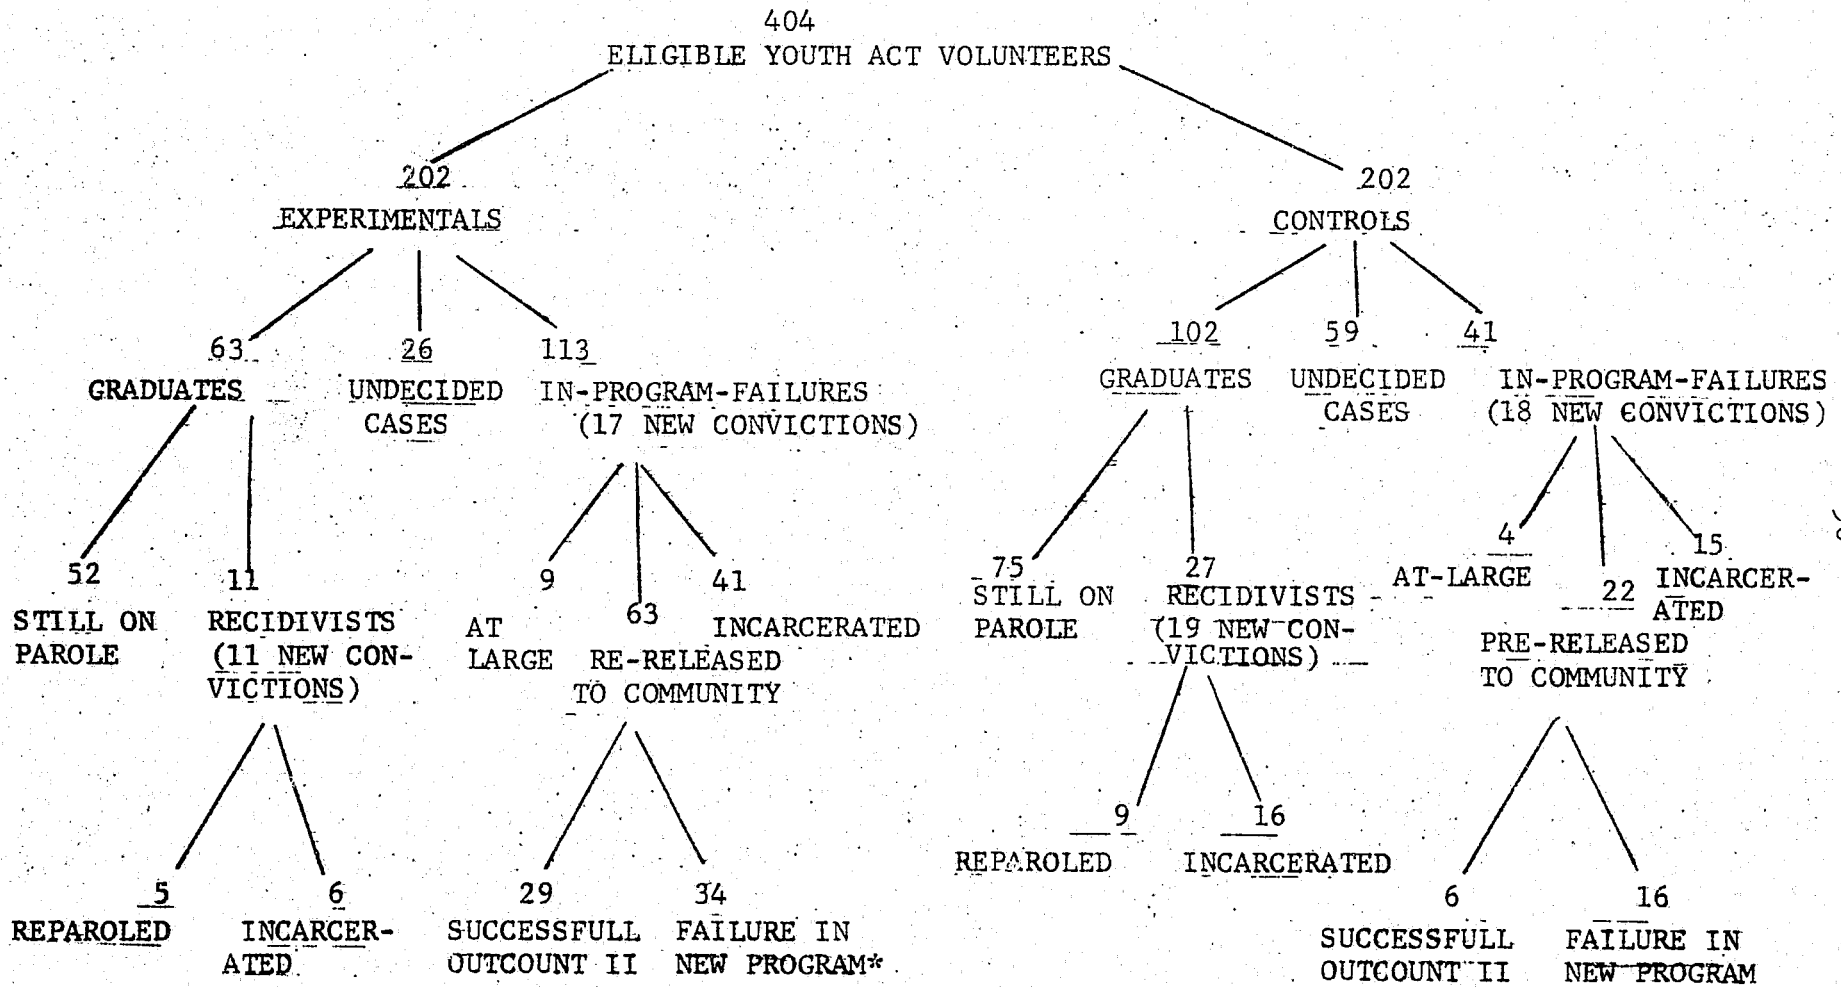 404
ELIGIBLE YOUTH ACT VOLUNTEERS
202
EXPERIMENTALS
202
CONTROLS
63
GRADUATES
26
UNDECIDED
CASES
113
IN-PROGRAM-FAILURES
(17 NEW CONVICTIONS)
102
GRADUATES
59
UNDECIDED
CASES
41
IN-PROGRAM-FAILURES
(18 NEW CONVICTIONS)
52
STILL ON
PAROLE
11
RECIDIVISTS
(11 NEW CON-
VICTIONS)
9
AT
LARGE
63
RE-RELEASED
TO COMMUNITY
41
INCARCERATED
75
STILL ON
PAROLE
27
RECIDIVISTS
(19 NEW CON-
VICTIONS)
4
AT-LARGE
22
PRE-RELEASED
TO COMMUNITY
15
INCARCER-
ATED
5
REPAROLED
6
INCARCER-
ATED
29
SUCCESSFULL
OUTCOUNT II
34
FAILURE IN
NEW PROGRAM*
9
REPAROLED
16
INCARCERATED
6
SUCCESSFULL
OUTCOUNT II
16
FAILURE IN
NEW PROGRAM